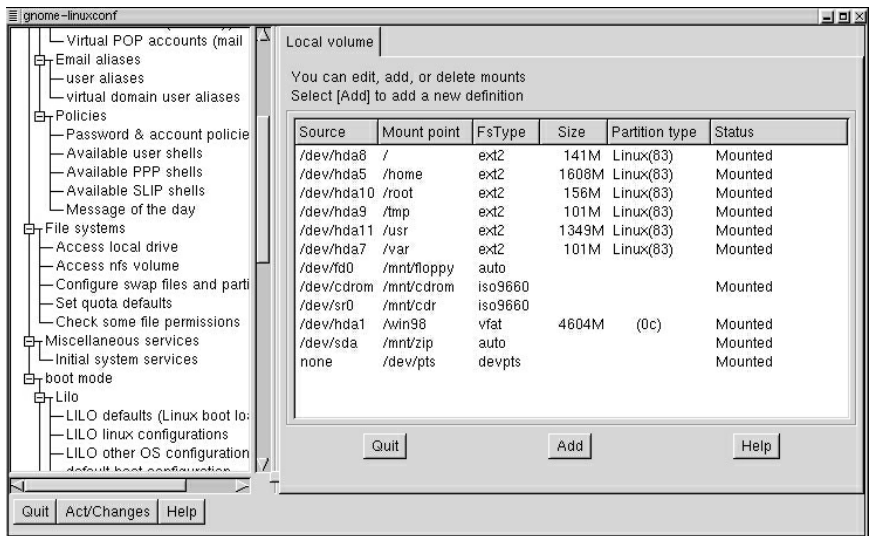 gnome-linuxconf
Virtual POP accounts (mail
Email aliases
user aliases
virtual domain user aliases
Policies
Password & account policie
Available user shells
Available PPP shells
Available SLIP shells
Message of the day
File systems
Access local drive
Access nfs volume
Configure swap files and parti
Set quota defaults
Check some file permissions
Miscellaneous services
Initial system services
boot mode
Lilo
LILO defaults (Linux boot lo
LILO linux configurations
LILO other OS configuration
default boot configuration
Quit Act/Changes Help
Local volume
You can edit, add, or delete mounts
Select [Add] to add a new definition
Source Mount point FsType Size Partition type Status
/dev/hda8 / ext2 141M Linux(83) Mounted
/dev/hda5 /home ext2 1608M Linux(83) Mounted
/dev/hda10 /root ext2 156M Linux(83) Mounted
/dev/hda9 /tmp ext2 101M Linux(83) Mounted
/dev/hda11 /usr ext2 1349M Linux(83) Mounted
/dev/hda7 /var ext2 101M Linux(83) Mounted
/dev/fd0 /mnt/floppy auto
/dev/cdrom /mnt/cdrom iso9660 Mounted
/dev/sr0 /mnt/cdr iso9660
/dev/hda1 /win98 vfat 4604M (0c) Mounted
/dev/sda /mnt/zip auto Mounted
none /dev/pts devpts Mounted
Quit Add Help